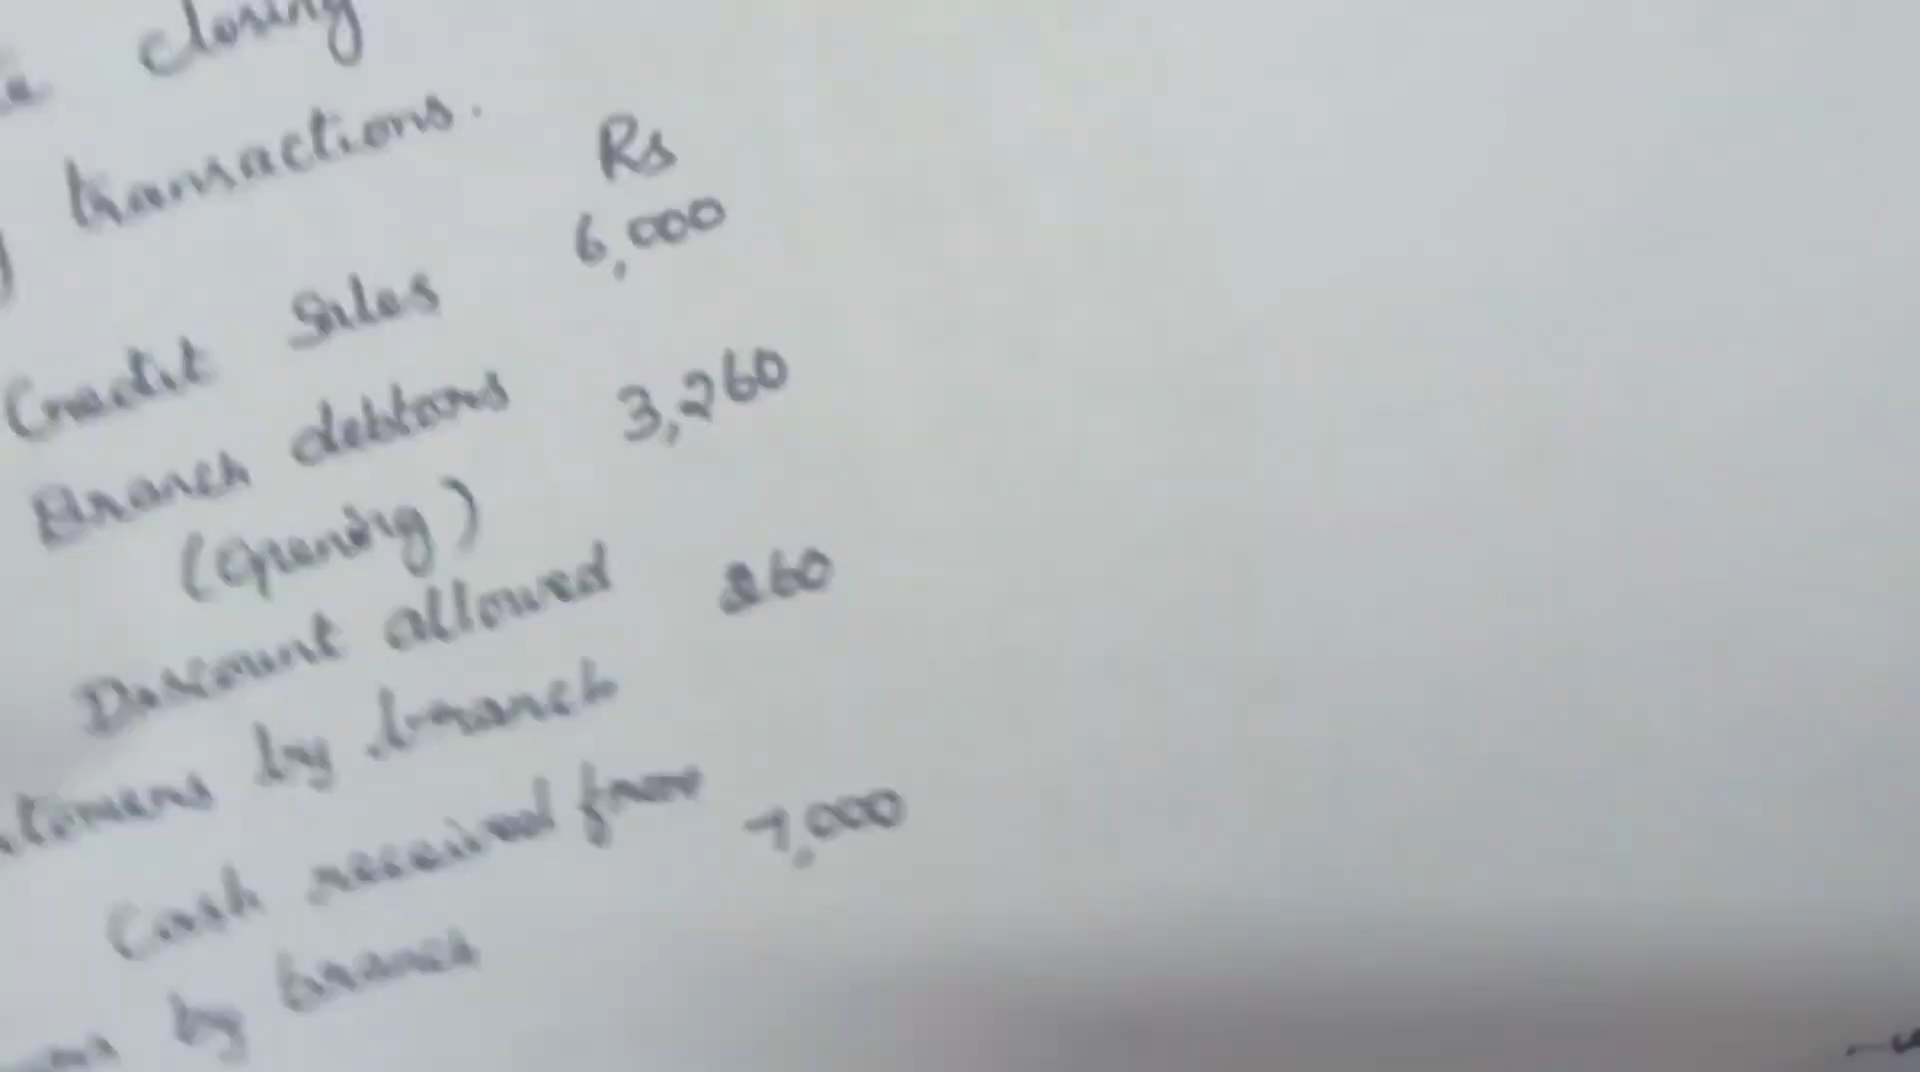 closing
transactions.
Rs
Credit Sales 6,000
Branch debtors 3,260
(Opening)
Discount allowed 260
by branch
Cash received from 7,000
by branch